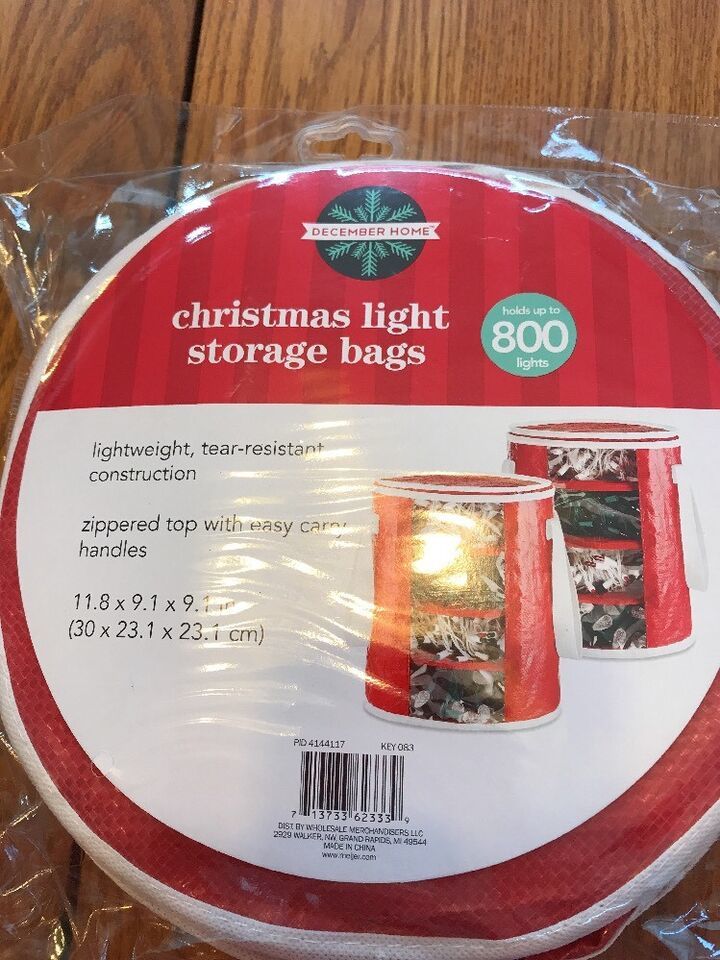 DECEMBER HOME™
christmas light
storage bags
holds up to
800
lights
lightweight, tear-resistant
construction
zippered top with easy carry
handles
11.8 x 9.1 x 9.1 in
(30 x 23.1 x 23.1 cm)
PID 4144117 KEY 083
7 13733 62333 9
DIST. BY WHOLESALE MERCHANDISERS LLC
2929 WALKER, NW, GRAND RAPIDS, MI 49544
MADE IN CHINA
www.meijer.com